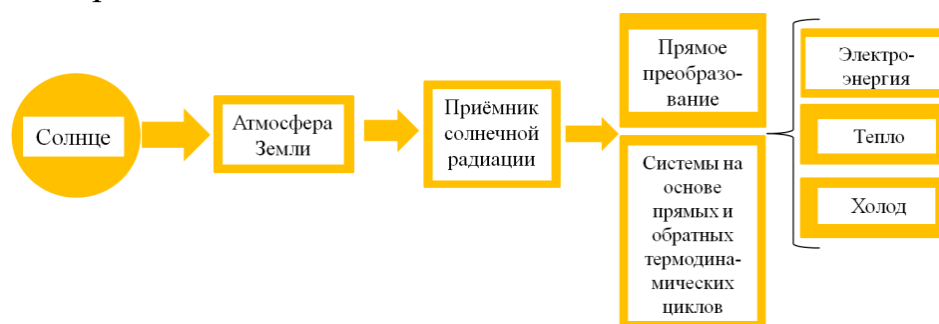 Солнце
Атмосфера
Земли
Приёмник
солнечной
радиации
Прямое
преобразо-
вание
Системы на
основе
прямых и
обратных
термодина-
мических
циклов
Электро-
энергия
Тепло
Холод